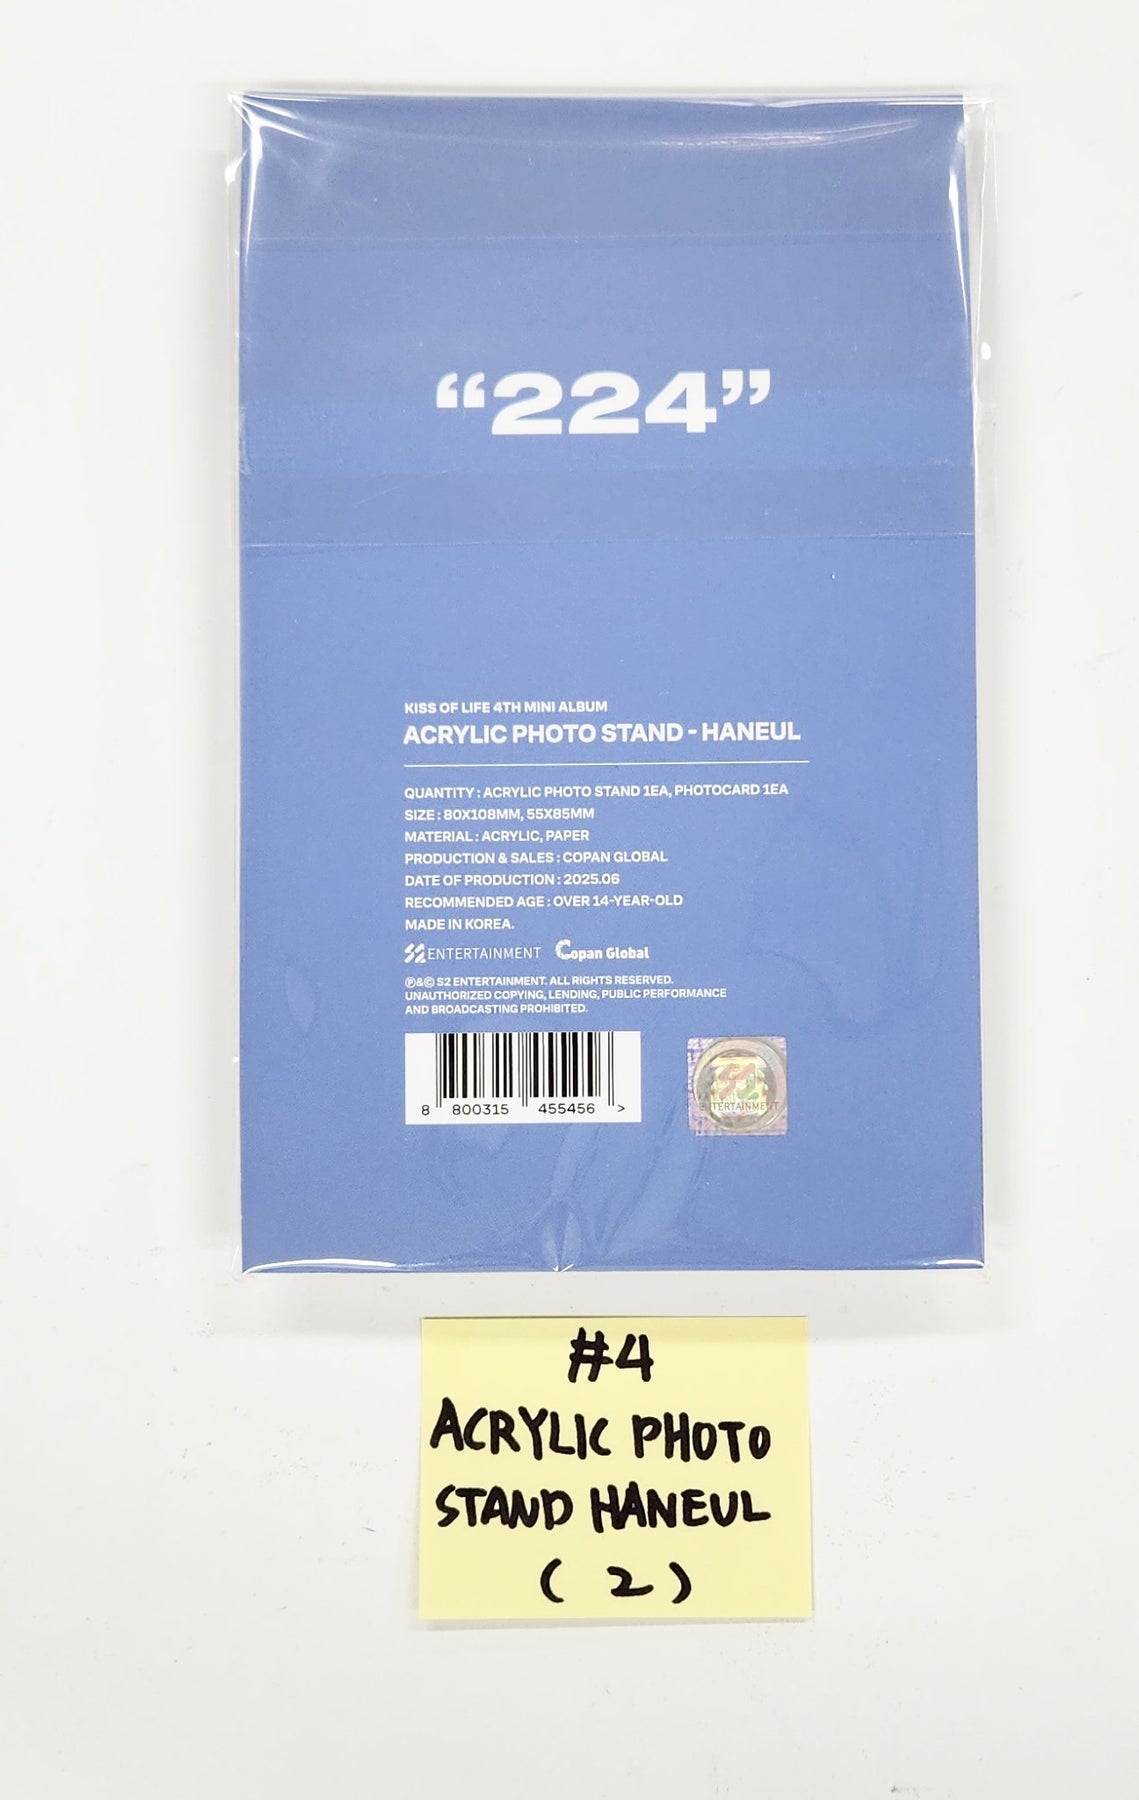 “224”
KISS OF LIFE 4TH MINI ALBUM
ACRYLIC PHOTO STAND - HANEUL
QUANTITY : ACRYLIC PHOTO STAND 1EA, PHOTOCARD 1EA
SIZE : 80X108MM, 55X85MM
MATERIAL : ACRYLIC, PAPER
PRODUCTION & SALES : COPAN GLOBAL
DATE OF PRODUCTION : 2025.06
RECOMMENDED AGE : OVER 14-YEAR-OLD
MADE IN KOREA.
S2 ENTERTAINMENT Copan Global
℗&© S2 ENTERTAINMENT. ALL RIGHTS RESERVED.
UNAUTHORIZED COPYING, LENDING, PUBLIC PERFORMANCE
AND BROADCASTING PROHIBITED.
8 800315 455456 >
S2
ENTERTAINMENT
#4
ACRYLIC PHOTO
STAND HANEUL
( 2 )